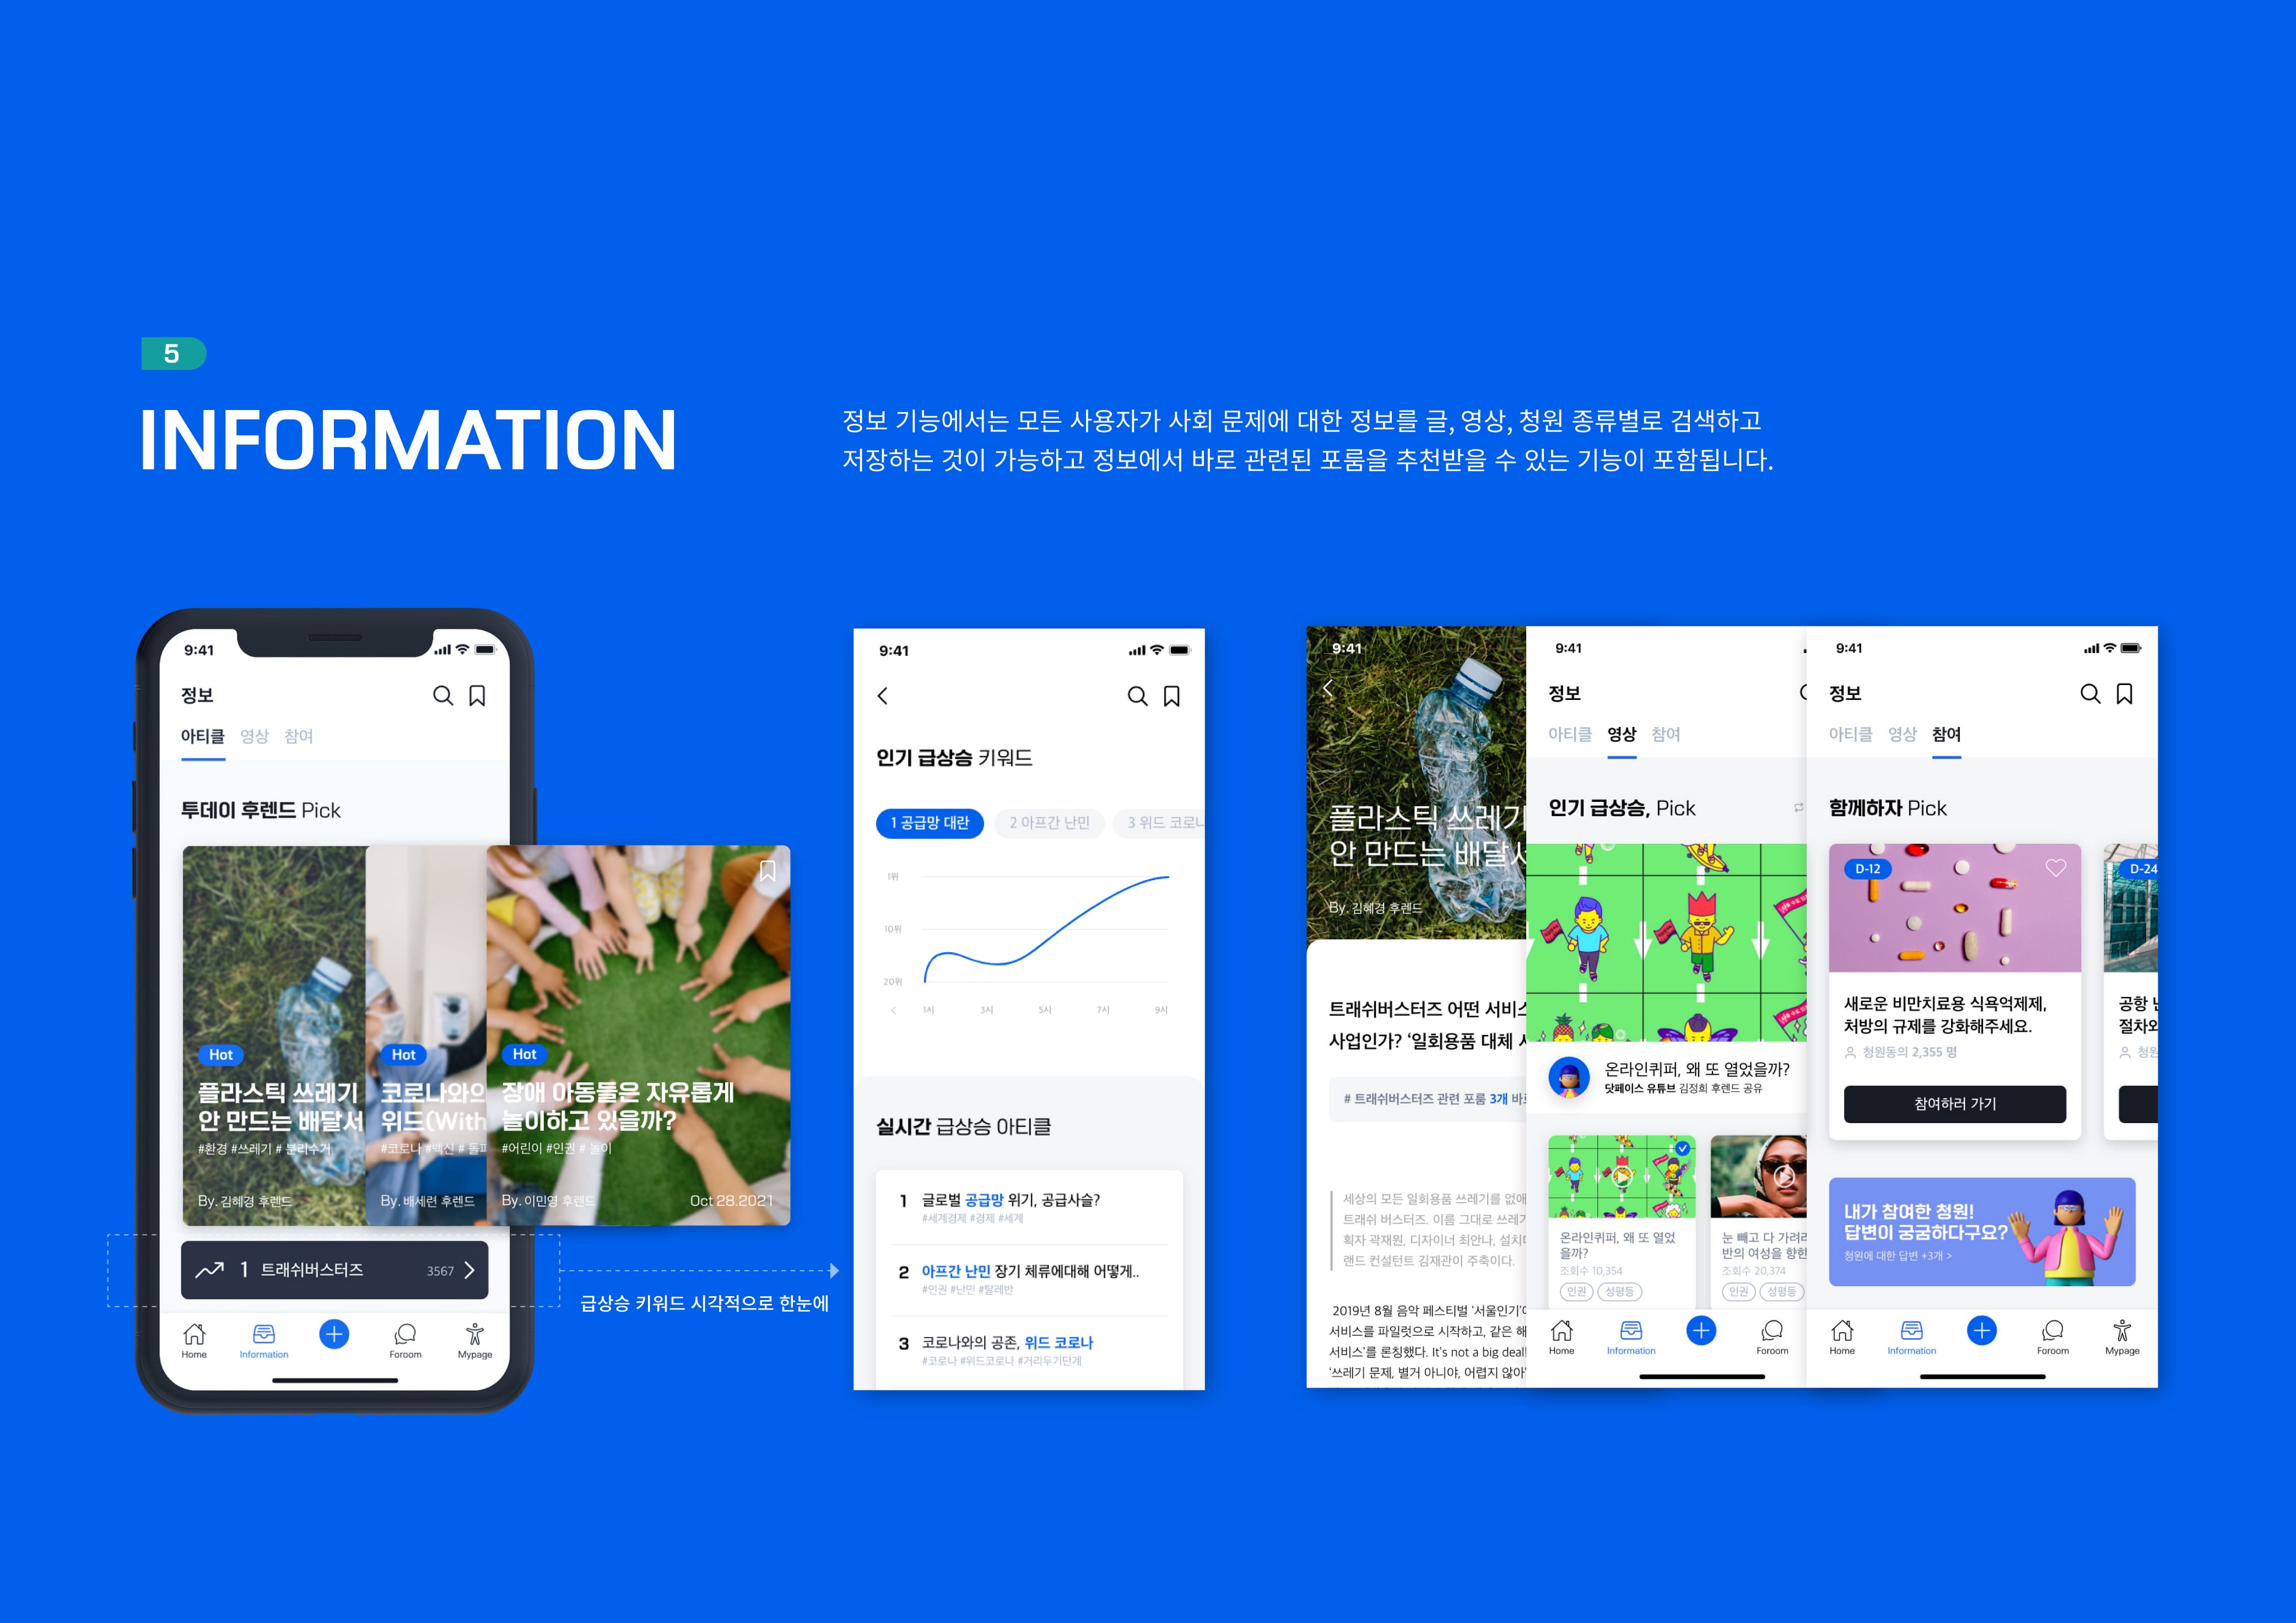 5
INFORMATION
정보 기능에서는 모든 사용자가 사회 문제에 대한 정보를 글, 영상, 청원 종류별로 검색하고
저장하는 것이 가능하고 정보에서 바로 관련된 포룸을 추천받을 수 있는 기능이 포함됩니다.
9:41
정보
아티클 영상 참여
투데이 후렌드 Pick
Hot
플라스틱 쓰레기
안 만드는 배달서
#환경 #쓰레기 # 분리수거
By. 김혜경 후렌드
Hot
코로나와의
위드(With
#코로나 #백신 # 돌파
By. 배세련 후렌드
Hot
장애 아동들은 자유롭게
놀이하고 있을까?
#어린이 #인권 # 놀이
By. 이민영 후렌드
Oct 28.2021
1 트래쉬버스터즈 3567
Home Information Foroom Mypage
급상승 키워드 시각적으로 한눈에
9:41
인기 급상승 키워드
1 공급망 대란 2 아프간 난민 3 위드 코로나
1위
10위
20위
1시 3시 5시 7시 9시
실시간 급상승 아티클
1 글로벌 공급망 위기, 공급사슬?
#세계경제 #경제 #세계
2 아프간 난민 장기 체류에대해 어떻게..
#인권 #난민 #탈레반
3 코로나와의 공존, 위드 코로나
#코로나 #위드코로나 #거리두기단계
9:41
플라스틱 쓰레기
안 만드는 배달서
By. 김혜경 후렌드
트래쉬버스터즈 어떤 서비스
사업인가? ‘일회용품 대체 서
# 트래쉬버스터즈 관련 포룸 3개 바로
세상의 모든 일회용품 쓰레기를 없애
트래쉬 버스터즈. 이를 그대로 쓰레기
획자 곽재원, 디자이너 최안나, 설치미
랜드 컨설턴트 김재관이 주축이다.
2019년 8월 음악 페스티벌 ‘서울인기’에
서비스를 파일럿으로 시작하고, 같은 해
서비스’를 론칭했다. It’s not a big deal!
‘쓰레기 문제, 별거 아니야, 어렵지 않아’
9:41
정보
아티클 영상 참여
인기 급상승, Pick
온라인퀴퍼, 왜 또 열었을까?
닷페이스 유튜브 김정희 후렌드 공유
온라인퀴퍼, 왜 또 열었
을까?
조회수 10,354
인권 성평등
눈 빼고 다 가려라
반의 여성을 향한
조회수 20,374
인권 성평등
Home Information Foroom
9:41
정보
아티클 영상 참여
함께하자 Pick
D-12
새로운 비만치료용 식욕억제제,
처방의 규제를 강화해주세요.
청원동의 2,355 명
참여하러 가기
D-24
공항
절차와
청원
내가 참여한 청원!
답변이 궁금하다구요?
청원에 대한 답변 +3개 >
Home Information Foroom Mypage